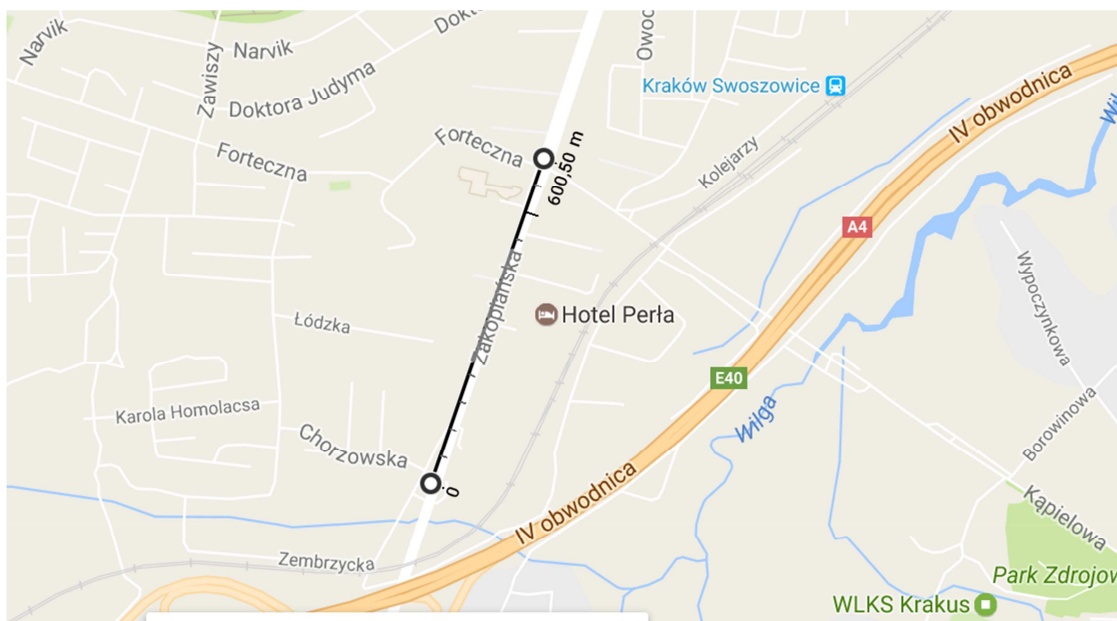 Narvik
Zawiszy
Narvik
Dokt
Owoc
Doktora Judyma
Kraków Swoszowice
IV obwodnica
Wil
Forteczna
Forteczna
600,50 m
Kolejarzy
A4
Wypoczynkowa
Zakopiańska
Łódzka
Hotel Perła
E40
Karola Homolacsa
Wilga
Borowinowa
Chorzowska
0
IV obwodnica
Kąpielowa
Zembrzycka
Park Zdrojow
WLKS Krakus